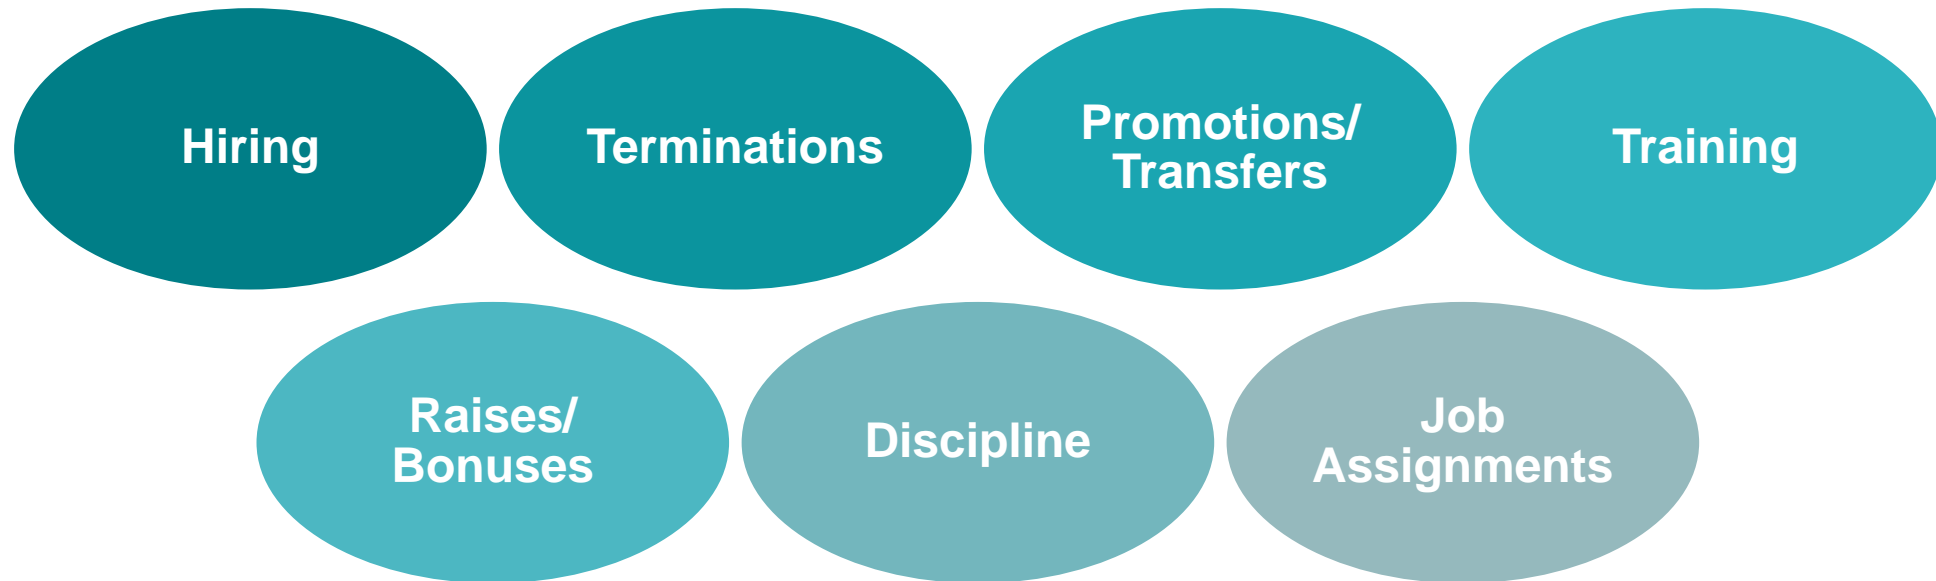 Hiring
Terminations
Promotions/
Transfers
Training
Raises/
Bonuses
Discipline
Job
Assignments